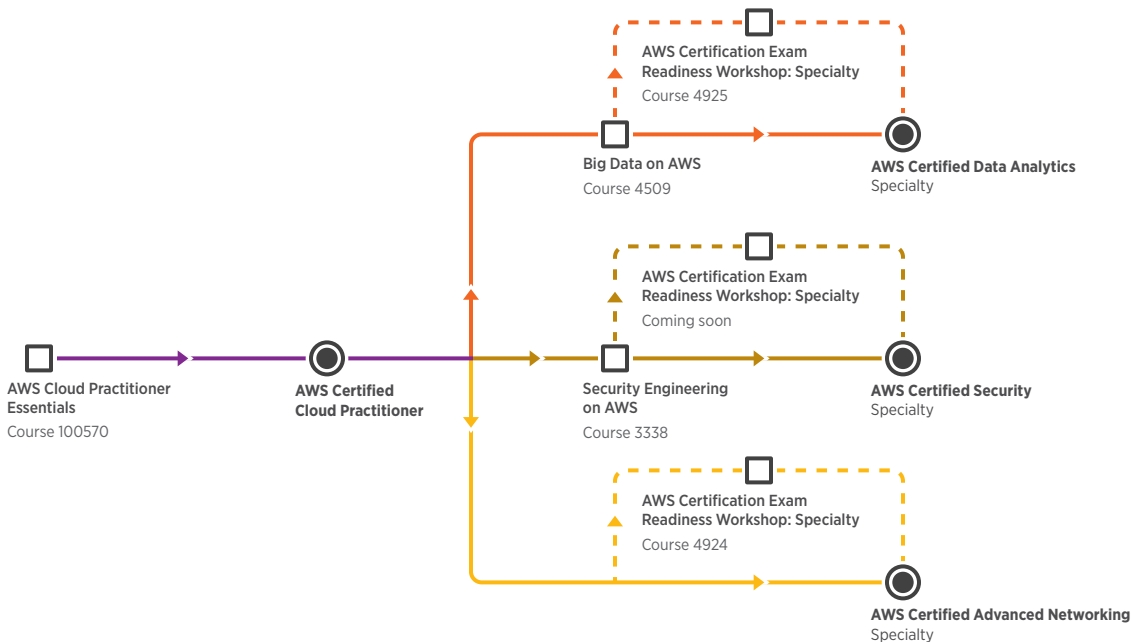 AWS Certification Exam
Readiness Workshop: Specialty
Course 4925
Big Data on AWS
Course 4509
AWS Certified Data Analytics
Specialty
AWS Certification Exam
Readiness Workshop: Specialty
Coming soon
AWS Cloud Practitioner
Essentials
Course 100570
AWS Certified
Cloud Practitioner
Security Engineering
on AWS
Course 3338
AWS Certified Security
Specialty
AWS Certification Exam
Readiness Workshop: Specialty
Course 4924
AWS Certified Advanced Networking
Specialty